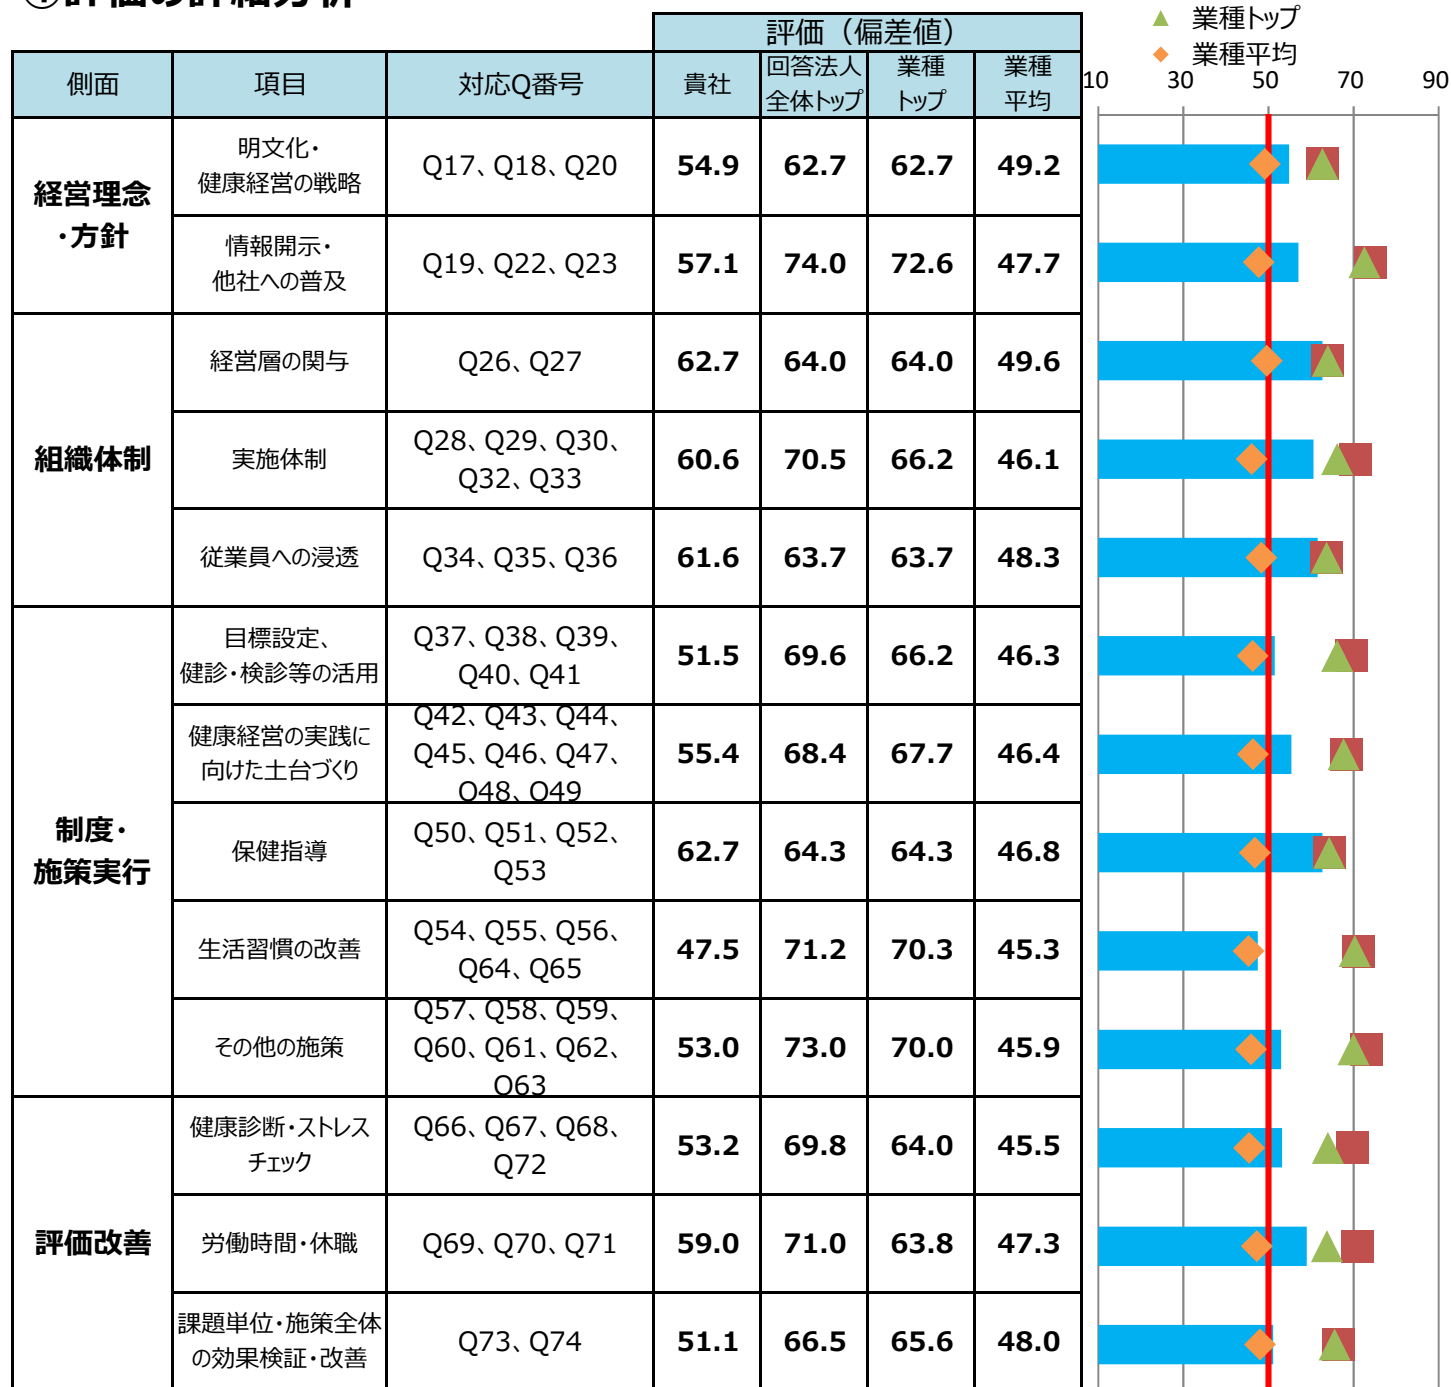 ①評価の詳細分析
業種トップ
業種平均
評価（偏差値）
側面 項目 対応Q番号 貴社 回答法人 業種 業種
全体トップ トップ 平均
10 30 50 70 90
経営理念
・方針
明文化・
健康経営の戦略
Q17、Q18、Q20 54.9 62.7 62.7 49.2
情報開示・
他社への普及
Q19、Q22、Q23 57.1 74.0 72.6 47.7
組織体制
経営層の関与 Q26、Q27 62.7 64.0 64.0 49.6
実施体制
Q28、Q29、Q30、
Q32、Q33
60.6 70.5 66.2 46.1
従業員への浸透 Q34、Q35、Q36 61.6 63.7 63.7 48.3
制度・
施策実行
目標設定、
健診・検診等の活用
Q37、Q38、Q39、
Q40、Q41
51.5 69.6 66.2 46.3
健康経営の実践に
向けた土台づくり
Q42、Q43、Q44、
Q45、Q46、Q47、
Q48、Q49
55.4 68.4 67.7 46.4
保健指導
Q50、Q51、Q52、
Q53
62.7 64.3 64.3 46.8
生活習慣の改善
Q54、Q55、Q56、
Q64、Q65
47.5 71.2 70.3 45.3
その他の施策
Q57、Q58、Q59、
Q60、Q61、Q62、
Q63
53.0 73.0 70.0 45.9
評価改善
健康診断・ストレス
チェック
Q66、Q67、Q68、
Q72
53.2 69.8 64.0 45.5
労働時間・休職 Q69、Q70、Q71 59.0 71.0 63.8 47.3
課題単位・施策全体
の効果検証・改善
Q73、Q74 51.1 66.5 65.6 48.0